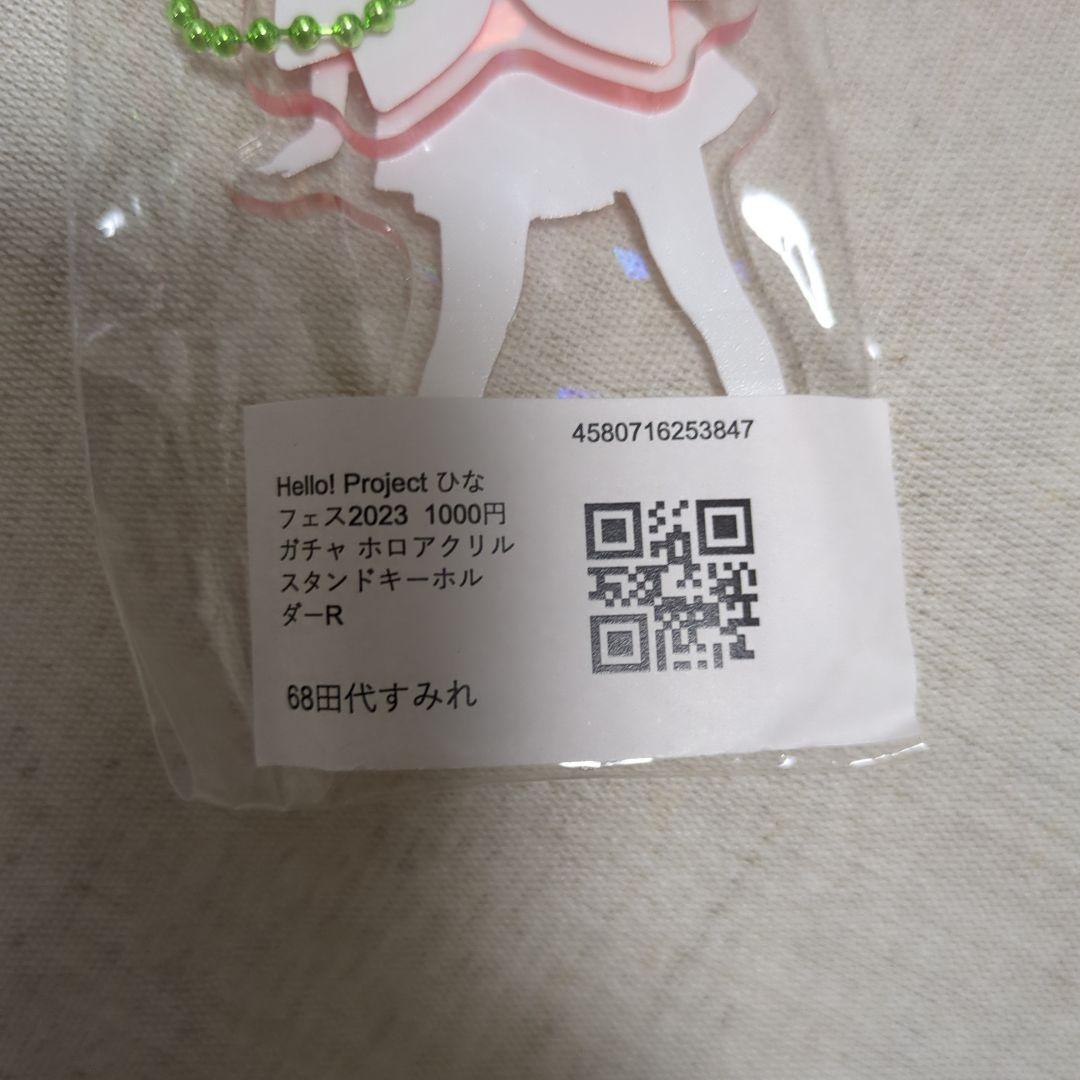 4580716253847
Hello! Project ひな
フェス2023 1000円
ガチャ ホロアクリル
スタンドキーホル
ダーR
68田代すみれ